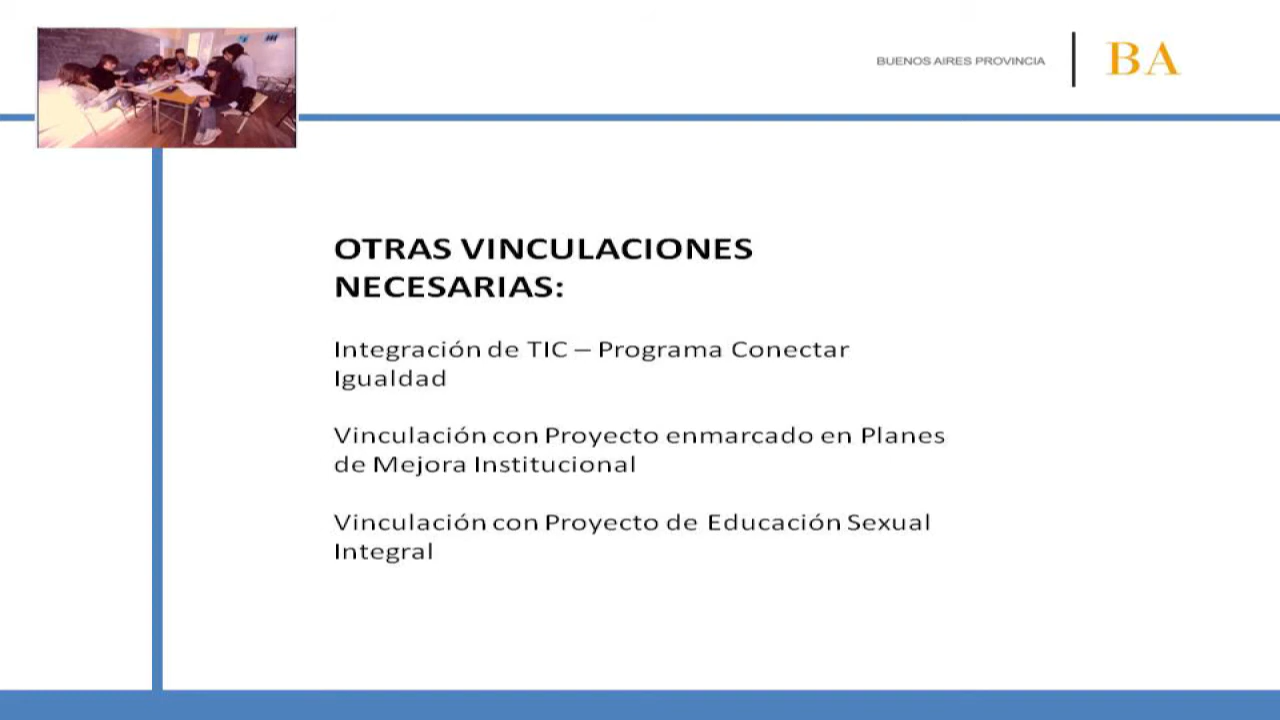 BUENOS AIRES PROVINCIA
BA
OTRAS VINCULACIONES
NECESARIAS:
Integración de TIC – Programa Conectar
Igualdad
Vinculación con Proyecto enmarcado en Planes
de Mejora Institucional
Vinculación con Proyecto de Educación Sexual
Integral